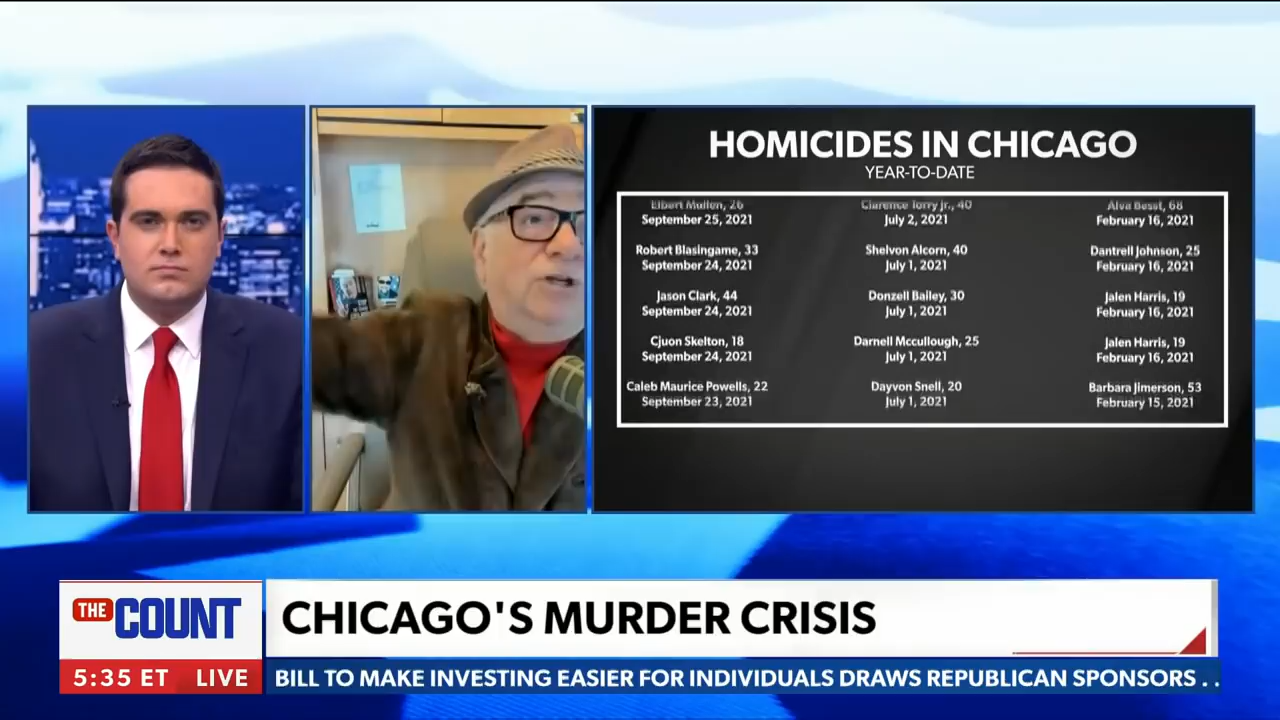 HOMICIDES IN CHICAGO
YEAR-TO-DATE
Elbert Mullen, 26
September 25, 2021
Robert Blasingame, 33
September 24, 2021
Jason Clark, 44
September 24, 2021
Cjuon Skelton, 18
September 24, 2021
Caleb Maurice Powells, 22
September 23, 2021
Clarence Torry Jr., 40
July 2, 2021
Shelvon Alcorn, 40
July 1, 2021
Donzell Bailey, 30
July 1, 2021
Darnell Mccullough, 25
July 1, 2021
Dayvon Snell, 20
July 1, 2021
68
February 16, 2021
Dantrell Johnson, 25
February 16, 2021
Jalen Harris, 19
February 16, 2021
Jalen Harris, 19
February 16, 2021
Barbara Jimerson, 53
February 15, 2021
THE COUNT
CHICAGO'S MURDER CRISIS
5:35 ET LIVE
BILL TO MAKE INVESTING EASIER FOR INDIVIDUALS DRAWS REPUBLICAN SPONSORS . .